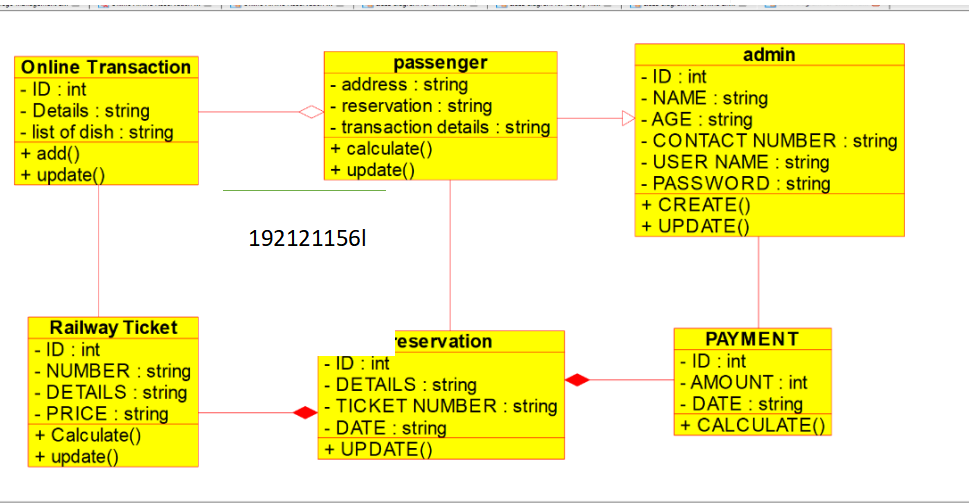 Online Transaction
- ID : int
- Details : string
- list of dish : string
+ add()
+ update()
passenger
- address : string
- reservation : string
- transaction details : string
+ calculate()
+ update()
admin
- ID : int
- NAME : string
- AGE : string
- CONTACT NUMBER : string
- USER NAME : string
- PASSWORD : string
+ CREATE()
+ UPDATE()
192121156l
Railway Ticket
- ID : int
- NUMBER : string
- DETAILS : string
- PRICE : string
+ Calculate()
+ update()
eservation
- ID : int
- DETAILS : string
- TICKET NUMBER : string
- DATE : string
+ UPDATE()
PAYMENT
- ID : int
- AMOUNT : int
- DATE : string
+ CALCULATE()